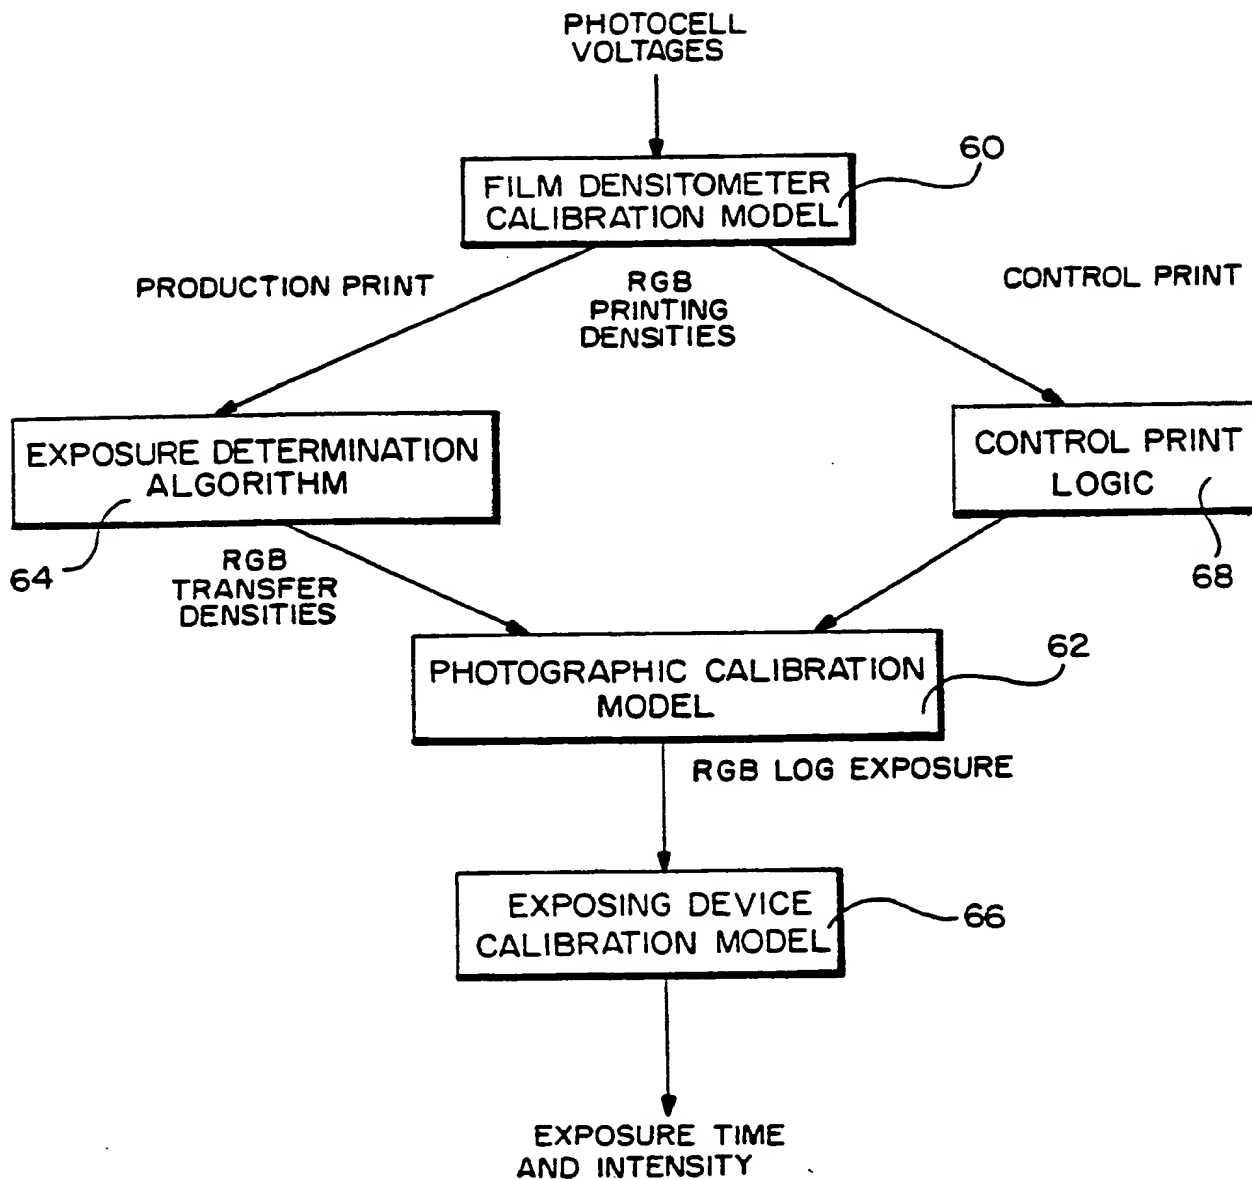 PHOTOCELL
VOLTAGES
60
FILM DENSITOMETER
CALIBRATION MODEL
PRODUCTION PRINT
RGB
PRINTING
DENSITIES
CONTROL PRINT
EXPOSURE DETERMINATION
ALGORITHM
64
CONTROL PRINT
LOGIC
68
RGB
TRANSFER
DENSITIES
62
PHOTOGRAPHIC CALIBRATION
MODEL
RGB LOG EXPOSURE
EXPOSING DEVICE
CALIBRATION MODEL
66
EXPOSURE TIME
AND INTENSITY